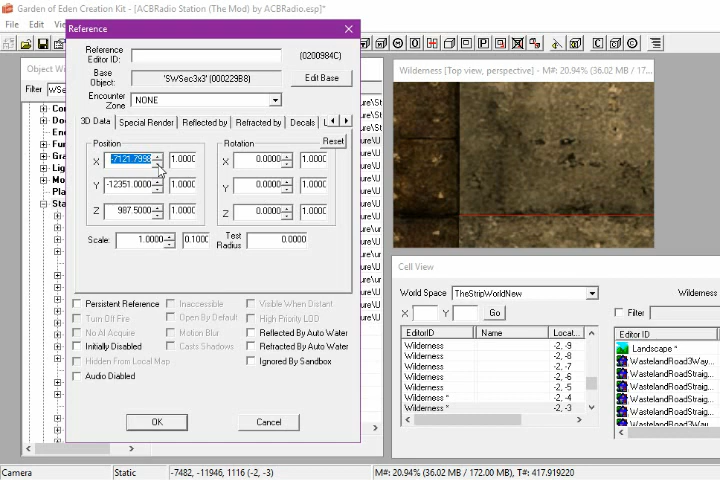 Garden of Eden Creation Kit - [ACBRadio Station (The Mod) by ACBRadio.esp]*
File Edit
Object Wi
Filter
Reference
Reference Editor ID:
(0200984C)
Base Object:
'SWSec3x3' (000229B8)
Edit Base
Encounter Zone
NONE
3D Data
Special Render
Reflected by
Refracted by
Decals
Reset
Position
X
-7121.7998
1.0000
Y
-12351.0000
1.0000
Z
987.5000
1.0000
Rotation
X
0.0000
1.0000
Y
0.0000
1.0000
Z
0.0000
1.0000
Scale:
1.0000
0.1000
Test Radius
0.0000
Persistent Reference
Inaccessible
Visible When Distant
Turn Off Fire
Open By Default
High Priority LOD
No AI Acquire
Motion Blur
Reflected By Auto Water
Initially Disabled
Casts Shadows
Refracted By Auto Water
Hidden From Local Map
Ignored By Sandbox
Audio Diabled
OK
Cancel
Wilderness [Top view, perspective] - M#: 20.94% (36.02 MB / 17...
Cell View
World Space
TheStripWorldNew
Wilderness
X
Y
Go
Filter
EditorID
Name
Locat...
Wilderness -2, -9
Wilderness -2, -8
Wilderness -2, -7
Wilderness -2, -6
Wilderness -2, -5
Wilderness * -2, -4
Wilderness * -2, -3
Editor ID
Landscape *
WastelandRoad3Way...
WastelandRoadStraig...
WastelandRoadStraig...
WastelandRoadStraig...
WastelandRoadStraig...
WastelandRoad3Way
Camera
Static
-7482, -11946, 1116 (-2, -3)
M#: 20.94% (36.02 MB / 172.00 MB), T#: 417.919220